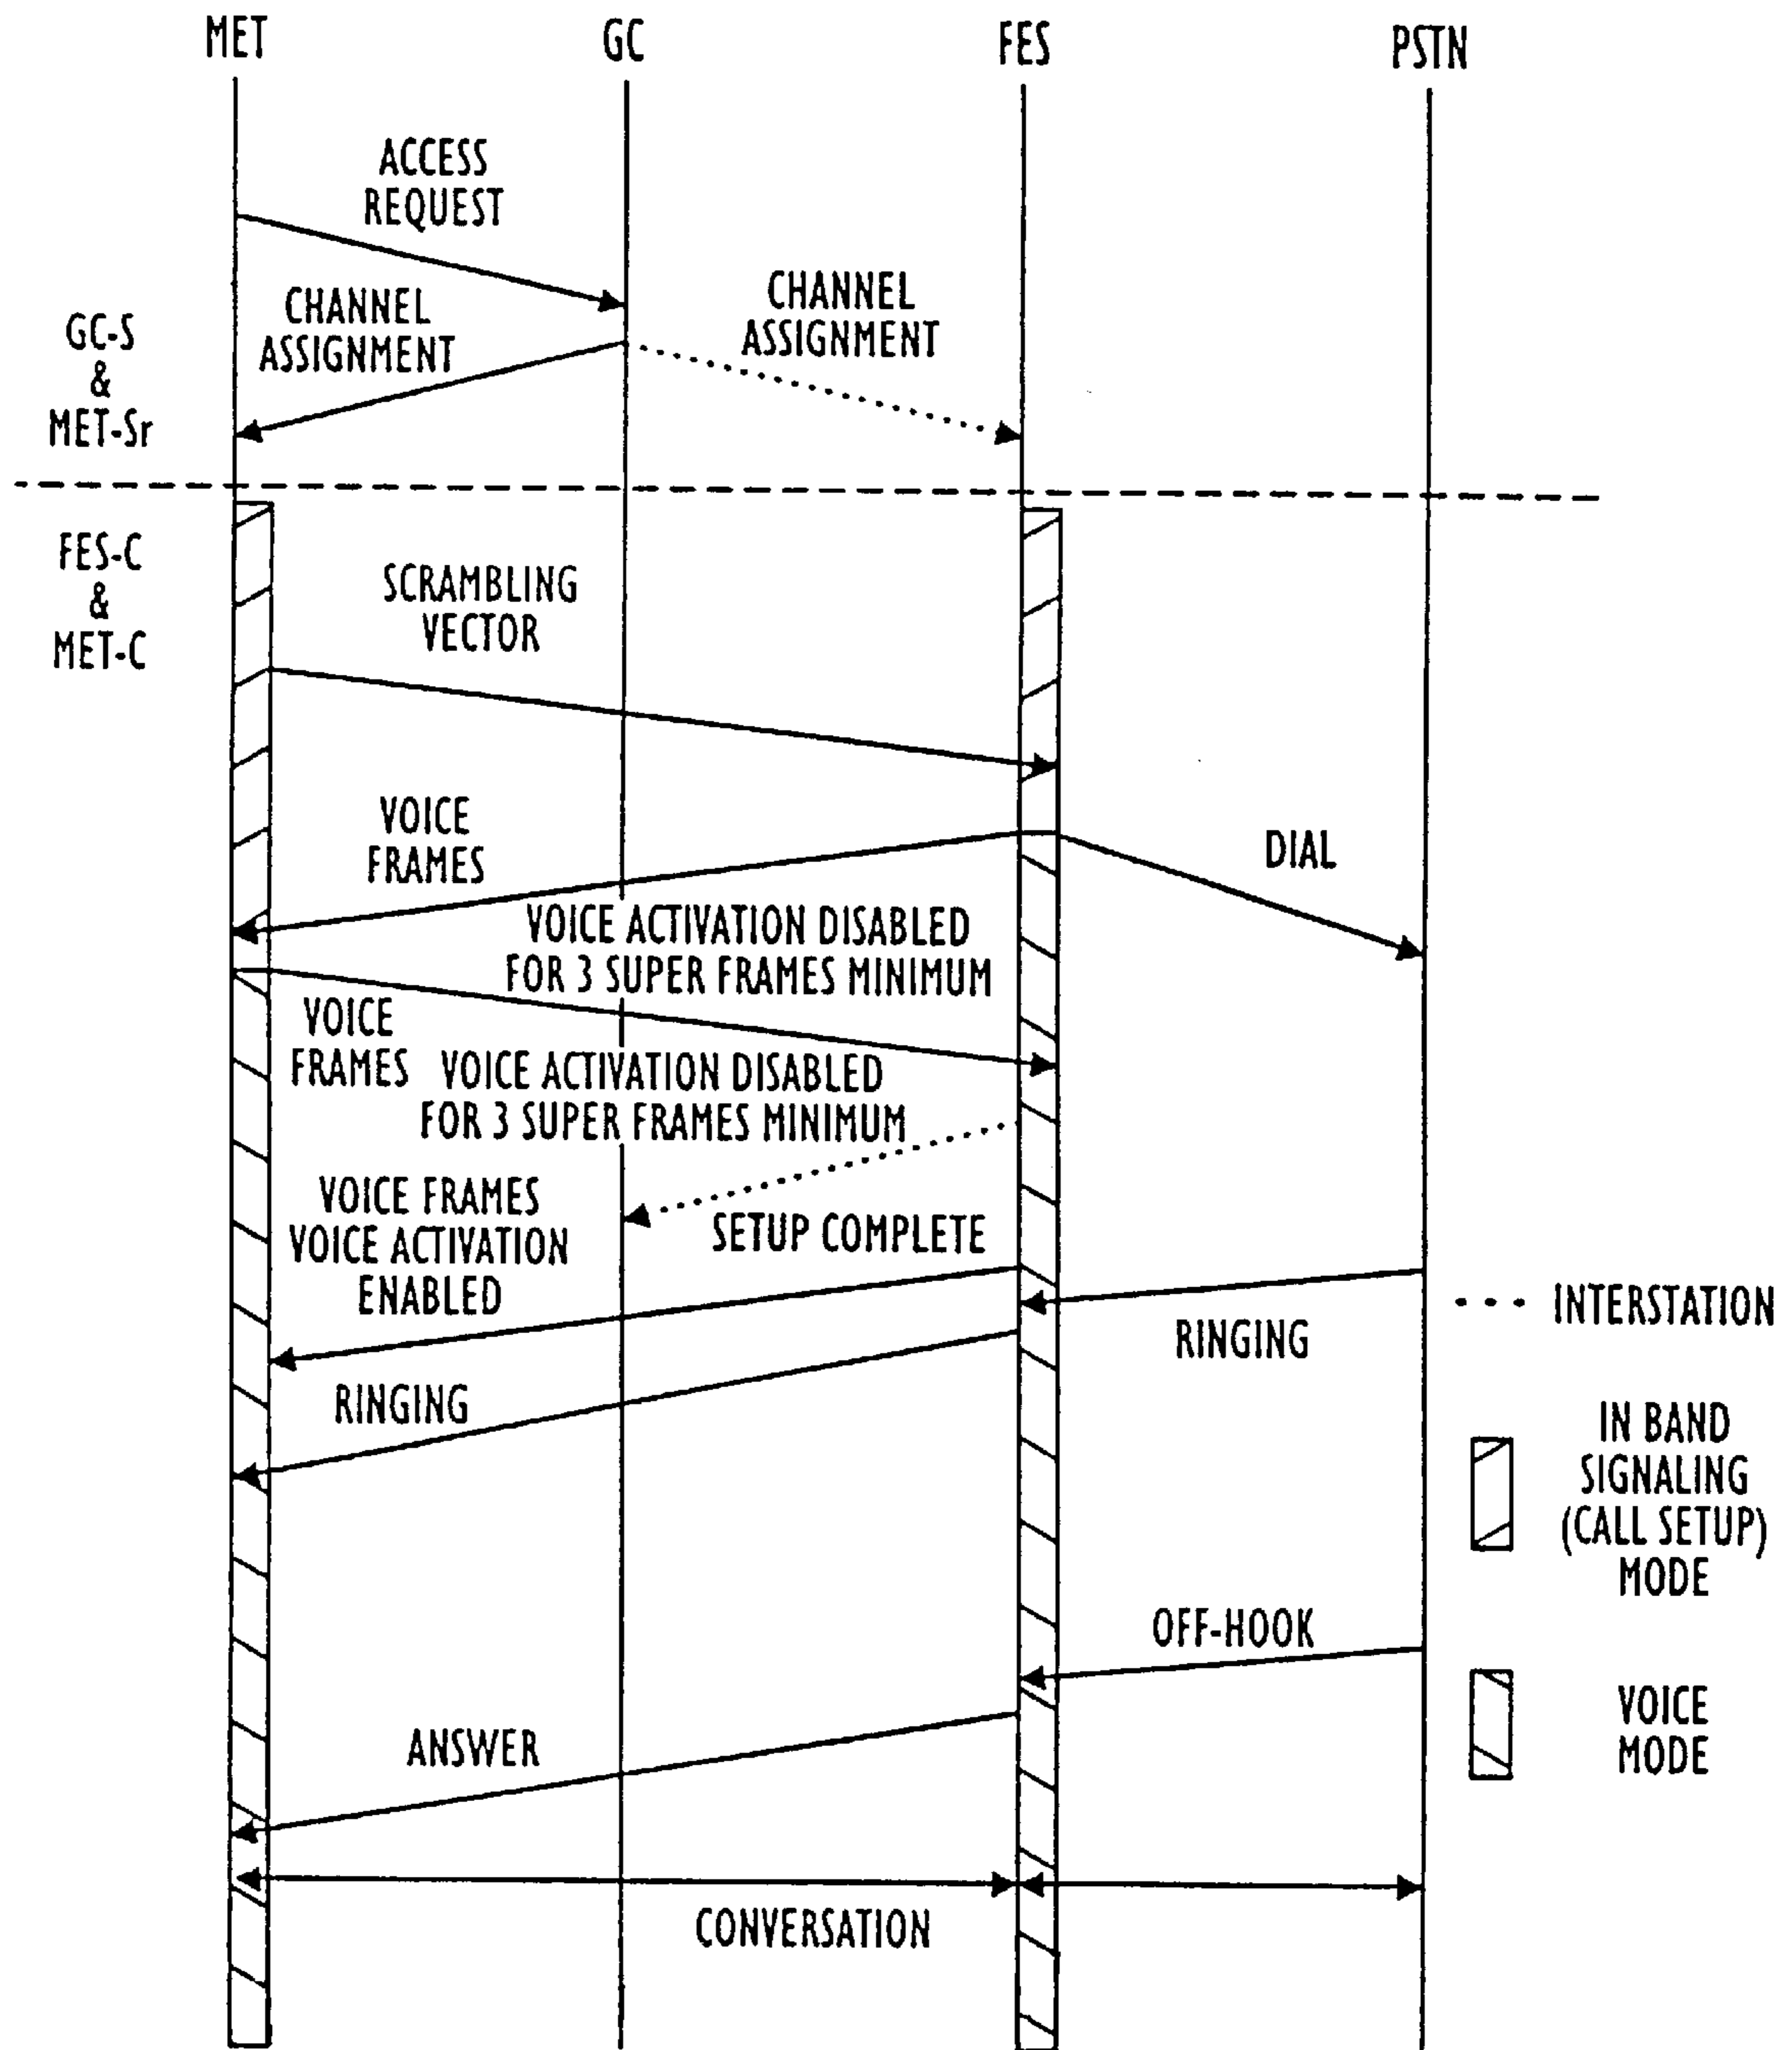 MET
GC
FES
PSTN
ACCESS
REQUEST
CHANNEL
ASSIGNMENT
CHANNEL
ASSIGNMENT
GC-S
&
MET-Sr
FES-C
&
MET-C
SCRAMBLING
VECTOR
VOICE
FRAMES
DIAL
VOICE ACTIVATION DISABLED
FOR 3 SUPER FRAMES MINIMUM
VOICE
FRAMES
VOICE ACTIVATION DISABLED
FOR 3 SUPER FRAMES MINIMUM
VOICE FRAMES
VOICE ACTIVATION
ENABLED
SETUP COMPLETE
RINGING
INTERSTATION
RINGING
IN BAND
SIGNALING
(CALL SETUP)
MODE
OFF-HOOK
VOICE
MODE
ANSWER
CONVERSATION